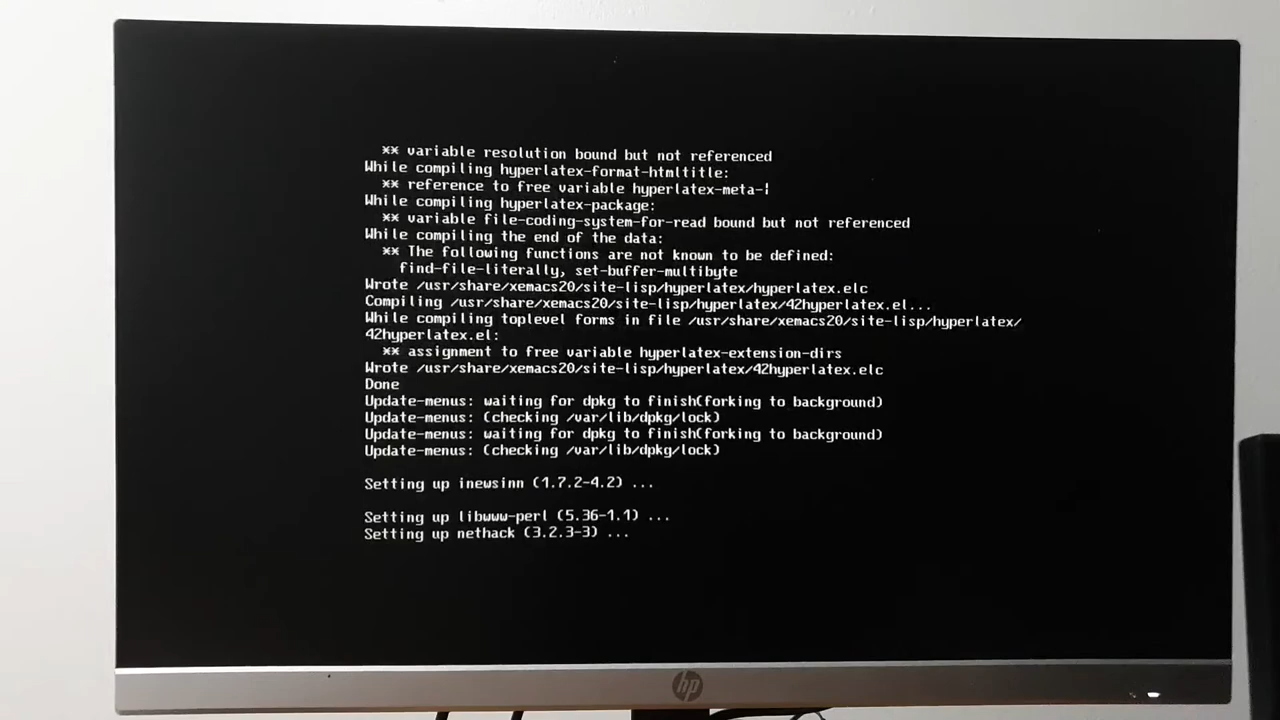 ** variable resolution bound but not referenced
While compiling hyperlatex-format-htmltitle:
** reference to free variable hyperlatex-meta-|
While compiling hyperlatex-package:
** variable file-coding-system-for-read bound but not referenced
While compiling the end of the data:
** The following functions are not known to be defined:
find-file-literally, set-buffer-multibyte
Wrote /usr/share/xemacs20/site-lisp/hyperlatex/hyperlatex.elc
Compiling /usr/share/xemacs20/site-lisp/hyperlatex/42hyperlatex.el...
While compiling toplevel forms in file /usr/share/xemacs20/site-lisp/hyperlatex/
42hyperlatex.el:
** assignment to free variable hyperlatex-extension-dirs
Wrote /usr/share/xemacs20/site-lisp/hyperlatex/42hyperlatex.elc
Done
Update-menus: waiting for dpkg to finish(forking to background)
Update-menus: (checking /var/lib/dpkg/lock)
Update-menus: waiting for dpkg to finish(forking to background)
Update-menus: (checking /var/lib/dpkg/lock)
Setting up inewsinn (1.7.2-4.2) ...
Setting up libwww-perl (5.36-1.1) ...
Setting up nethack (3.2.3-3) ...
hp